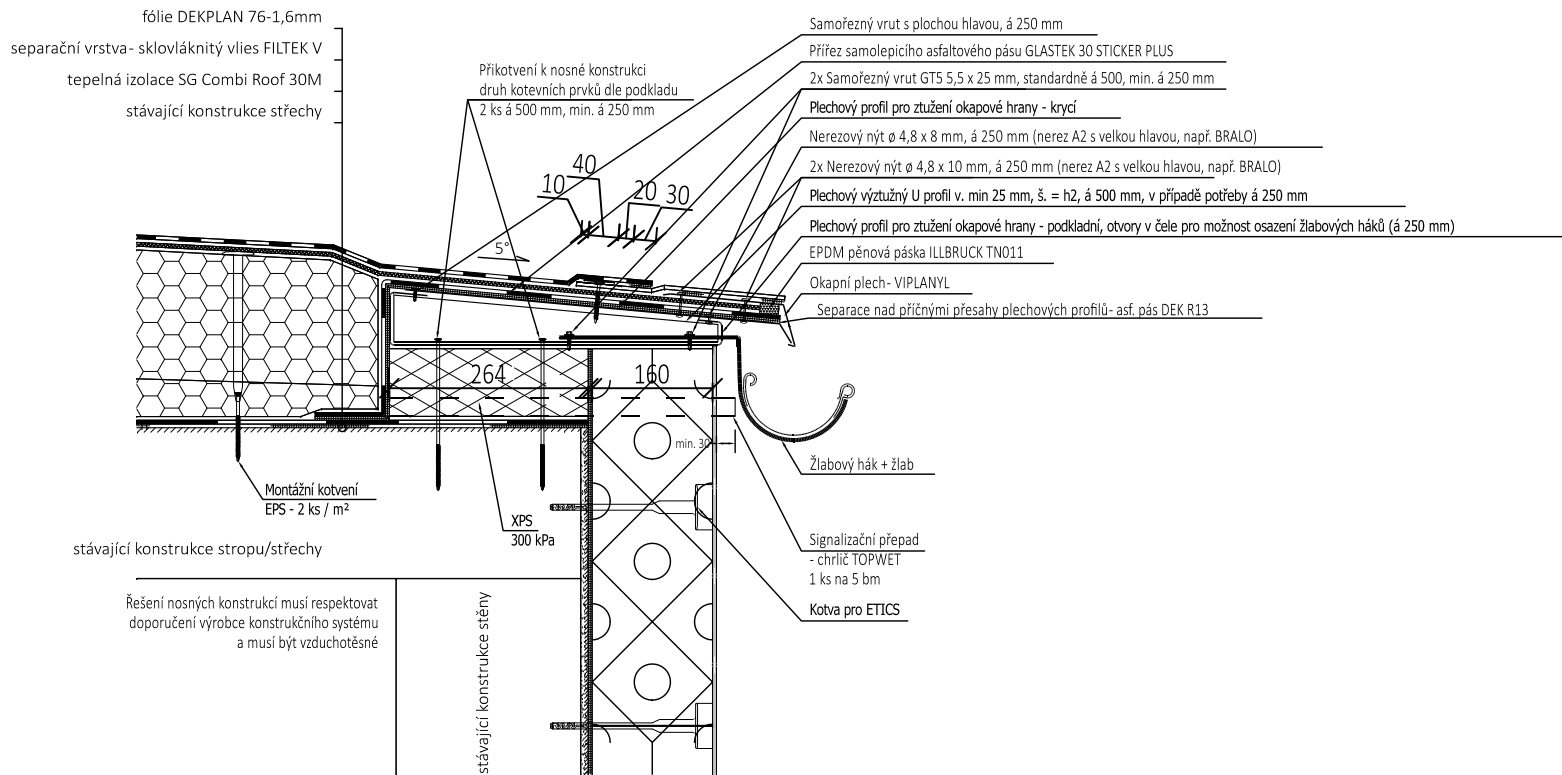 fólie DEKPLAN 76-1,6mm
separační vrstva- sklovláknitý vlies FILTEK V
tepelná izolace SG Combi Roof 30M
stávající konstrukce střechy
Přikotvení k nosné konstrukci
druh kotevních prvků dle podkladu
2 ks á 500 mm, min. á 250 mm
Samořezný vrut s plochou hlavou, á 250 mm
Přířez samolepicího asfaltového pásu GLASTEK 30 STICKER PLUS
2x Samořezný vrut GT5 5,5 x 25 mm, standardně á 500, min. á 250 mm
Plechový profil pro ztužení okapové hrany - krycí
Nerezový nýt ø 4,8 x 8 mm, á 250 mm (nerez A2 s velkou hlavou, např. BRALO)
2x Nerezový nýt ø 4,8 x 10 mm, á 250 mm (nerez A2 s velkou hlavou, např. BRALO)
Plechový výztužný U profil v. min 25 mm, š. = h2, á 500 mm, v případě potřeby á 250 mm
Plechový profil pro ztužení okapové hrany - podkladní, otvory v čele pro možnost osazení žlabových háků (á 250 mm)
EPDM pěnová páska ILLBRUCK TN011
Okapní plech- VIPLANYL
Separace nad příčnými přesahy plechových profilů- asf. pás DEK R13
10
40
20
30
5°
264
160
min. 30
Žlabový hák + žlab
Montážní kotvení
EPS - 2 ks / m²
XPS
300 kPa
Signalizační přepad
- chrlič TOPWET
1 ks na 5 bm
Kotva pro ETICS
stávající konstrukce stropu/střechy
Řešení nosných konstrukcí musí respektovat
doporučení výrobce konstrukčního systému
a musí být vzduchotěsné
stávající konstrukce stěny